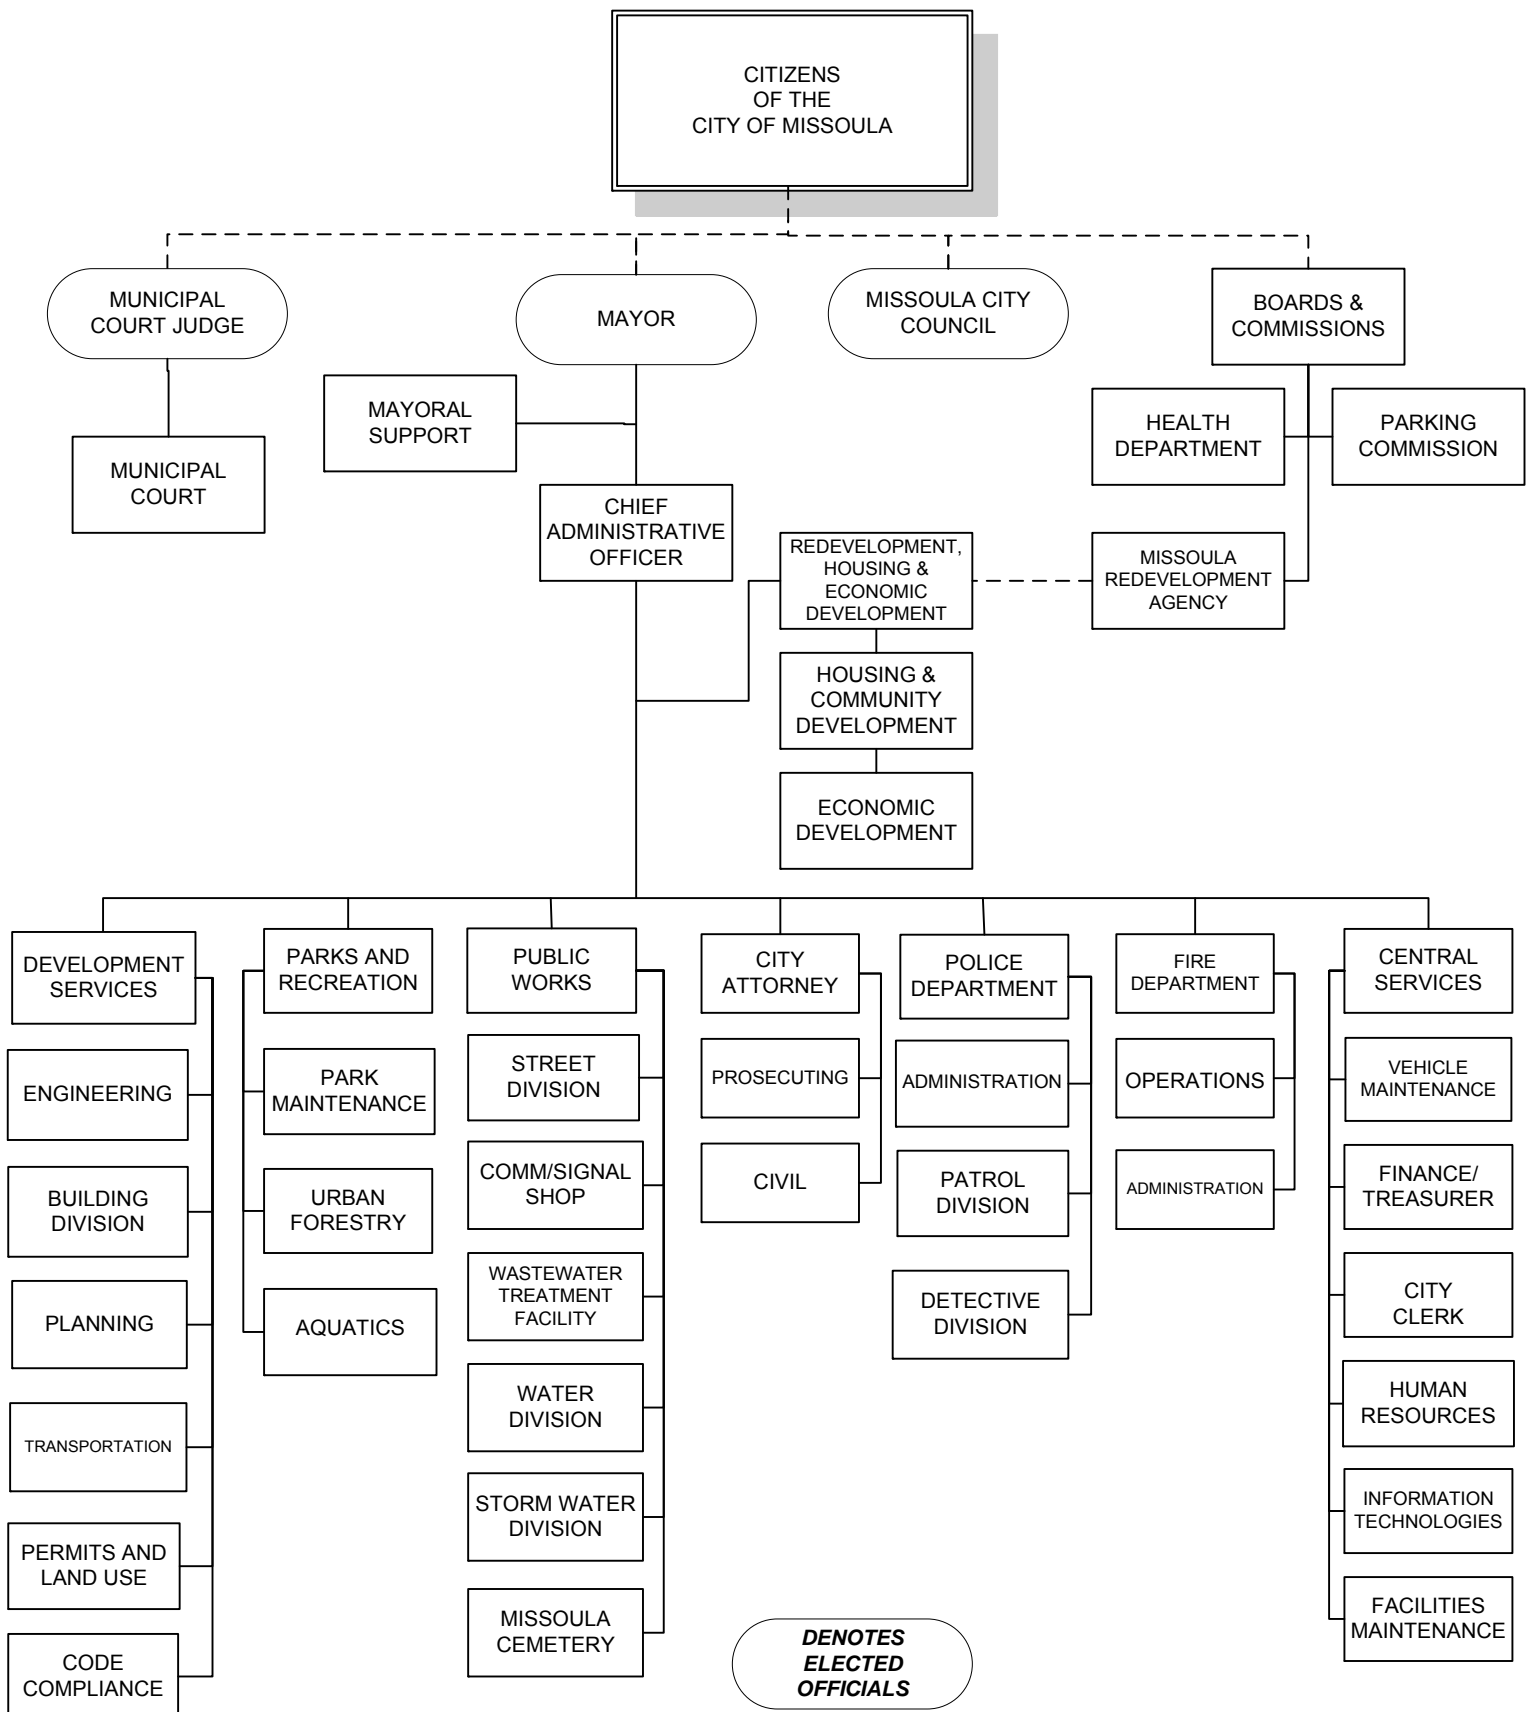 CITIZENS
OF THE
CITY OF MISSOULA
MUNICIPAL
COURT JUDGE
MAYOR
MISSOULA CITY
COUNCIL
BOARDS &
COMMISSIONS
MAYORAL
SUPPORT
HEALTH
DEPARTMENT
PARKING
COMMISSION
MUNICIPAL
COURT
CHIEF
ADMINISTRATIVE
OFFICER
REDEVELOPMENT,
HOUSING &
ECONOMIC
DEVELOPMENT
MISSOULA
REDEVELOPMENT
AGENCY
HOUSING &
COMMUNITY
DEVELOPMENT
ECONOMIC
DEVELOPMENT
DEVELOPMENT
SERVICES
ENGINEERING
BUILDING
DIVISION
PLANNING
TRANSPORTATION
PERMITS AND
LAND USE
CODE
COMPLIANCE
PARKS AND
RECREATION
PARK
MAINTENANCE
URBAN
FORESTRY
AQUATICS
PUBLIC
WORKS
STREET
DIVISION
COMM/SIGNAL
SHOP
WASTEWATER
TREATMENT
FACILITY
WATER
DIVISION
STORM WATER
DIVISION
MISSOULA
CEMETERY
CITY
ATTORNEY
PROSECUTING
CIVIL
POLICE
DEPARTMENT
ADMINISTRATION
PATROL
DIVISION
DETECTIVE
DIVISION
FIRE
DEPARTMENT
OPERATIONS
ADMINISTRATION
CENTRAL
SERVICES
VEHICLE
MAINTENANCE
FINANCE/
TREASURER
CITY
CLERK
HUMAN
RESOURCES
INFORMATION
TECHNOLOGIES
FACILITIES
MAINTENANCE
DENOTES
ELECTED
OFFICIALS